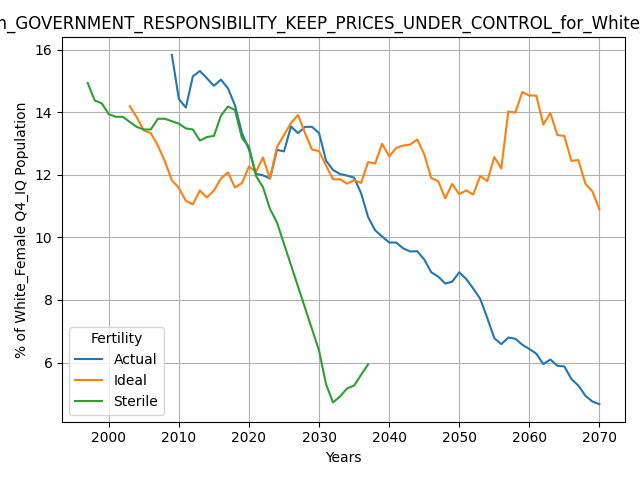 n_GOVERNMENT_RESPONSIBILITY_KEEP_PRICES_UNDER_CONTROL_for_White
16
14
12
10
8
6
% of White_Female Q4_IQ Population
Fertility
Actual
Ideal
Sterile
2000
2010
2020
2030
2040
2050
2060
2070
Years